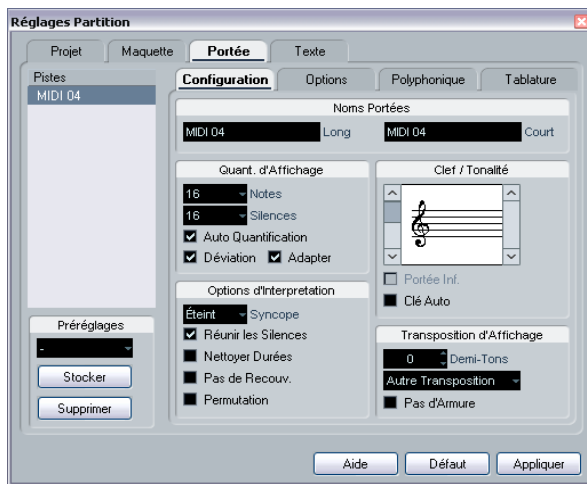 Réglages Partition
Projet Maquette Portée Texte
Pistes
MIDI 04
Configuration Options Polyphonique Tablature
Noms Portées
MIDI 04 Long MIDI 04 Court
Quant. d'Affichage
16 Notes
16 Silences
Auto Quantification
Déviation Adapter
Clef / Tonalité
Portée Inf.
Clé Auto
Options d'Interpretation
Éteint Syncope
Réunir les Silences
Nettoyer Durées
Pas de Recouv.
Permutation
Transposition d'Affichage
0 Demi-Tons
Autre Transposition
Pas d'Armure
Préréglages
-
Stocker
Supprimer
Aide Défaut Appliquer